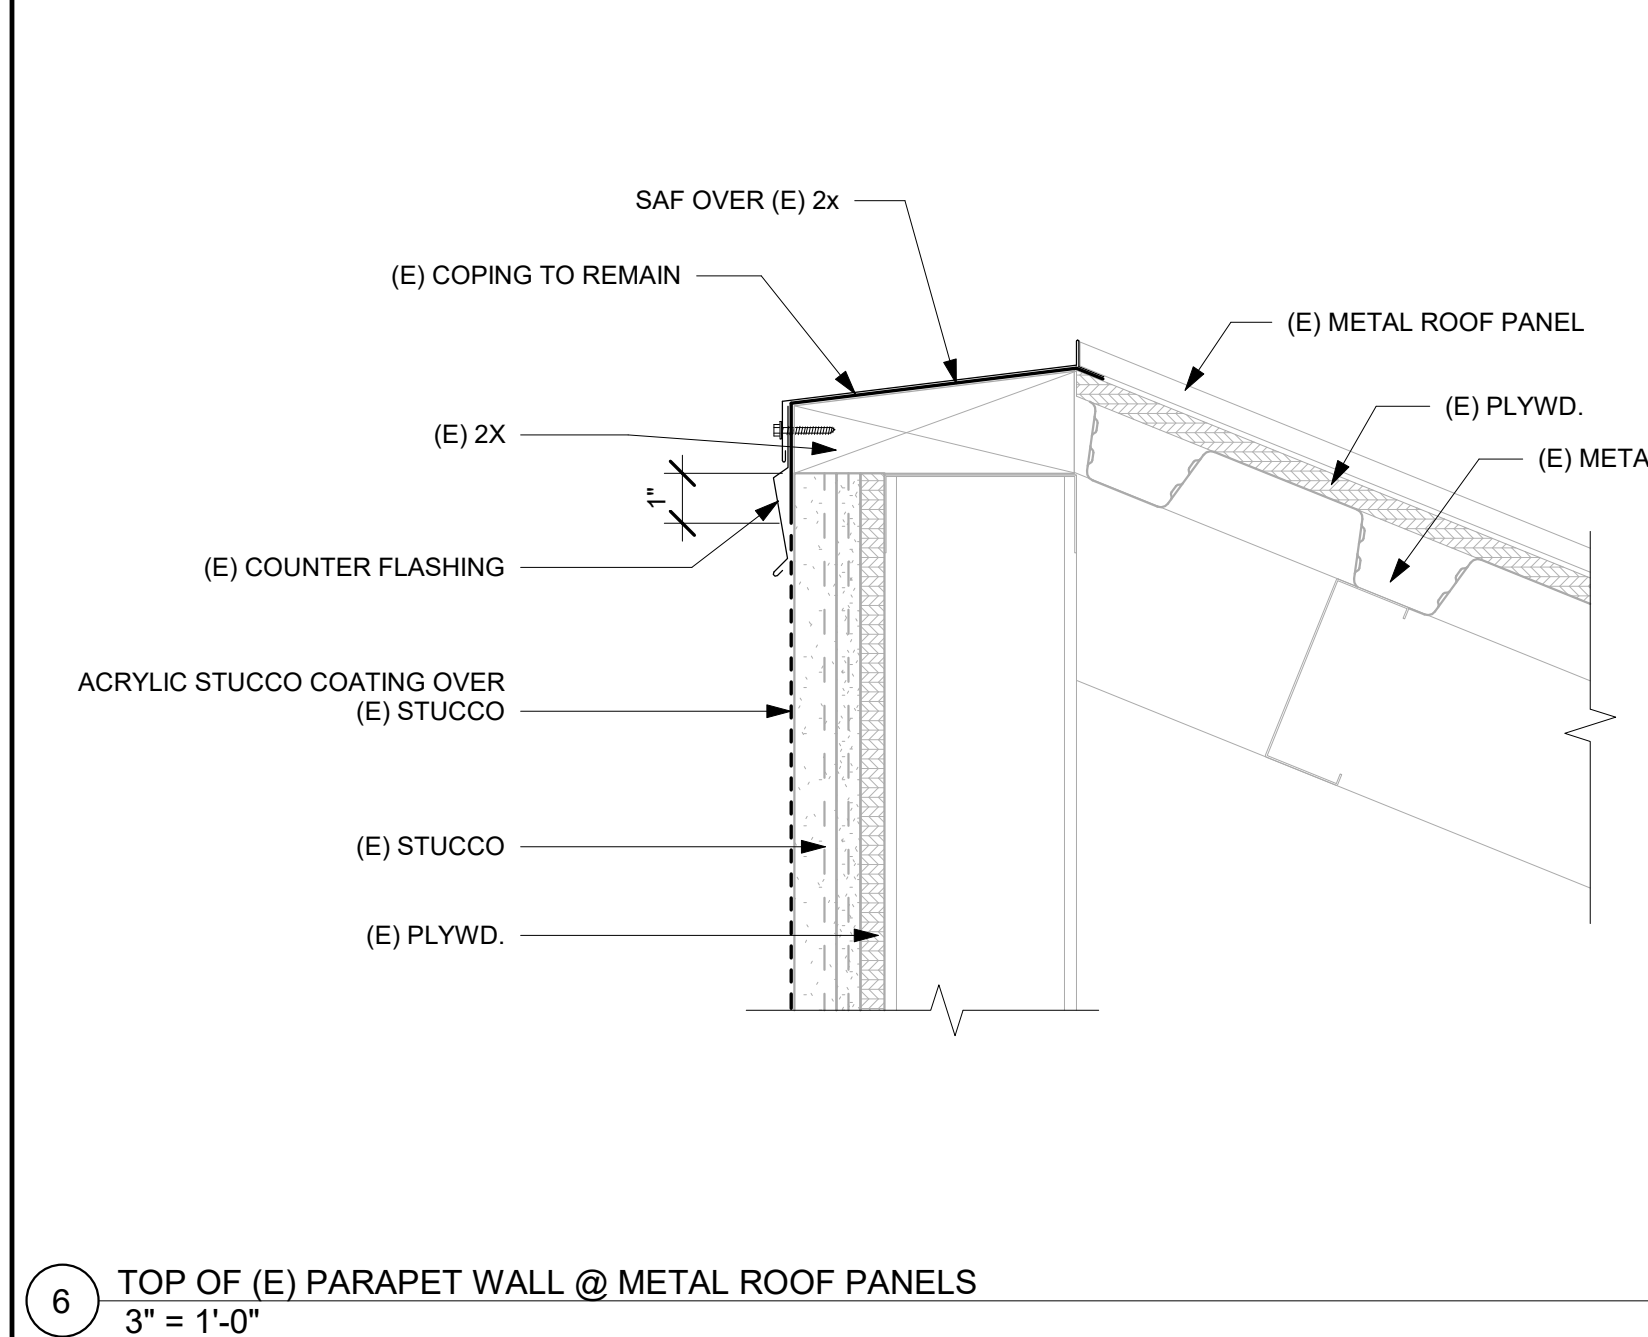 SAF OVER (E) 2x
(E) COPING TO REMAIN
(E) METAL ROOF PANEL
(E) PLYWD.
(E) 2X
(E) META
1"
(E) COUNTER FLASHING
ACRYLIC STUCCO COATING OVER
(E) STUCCO
(E) STUCCO
(E) PLYWD.
6
TOP OF (E) PARAPET WALL @ METAL ROOF PANELS
3" = 1'-0"